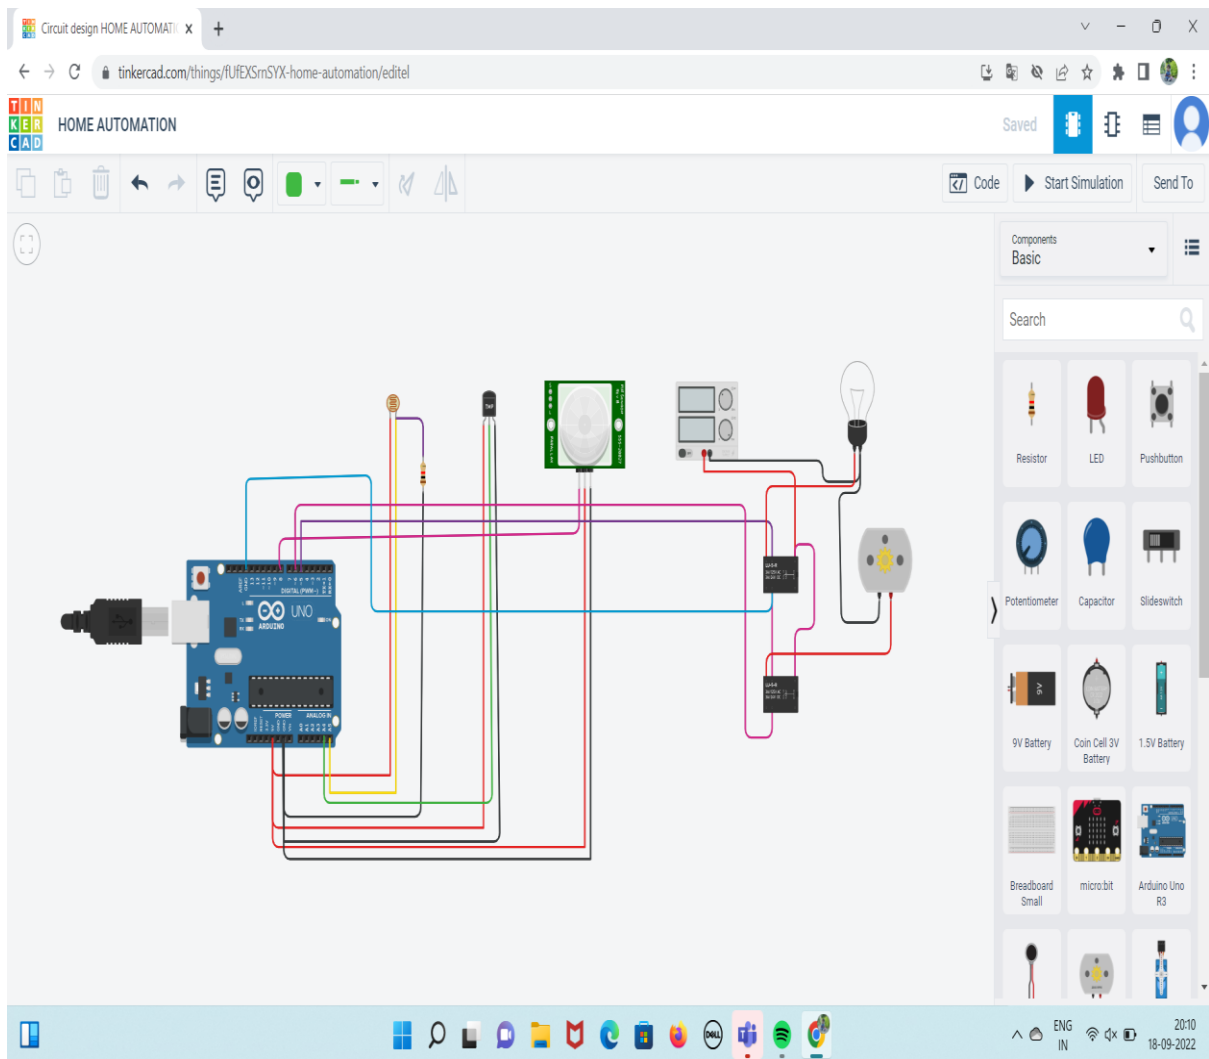 Circuit design HOME AUTOMATI
tinkercad.com/things/fUfEXSrnSYX-home-automation/editel
TIN
KER
CAD
HOME AUTOMATION
Saved
Code
Start Simulation
Send To
Components
Basic
Search
Resistor
LED
Pushbutton
TMP
DIGITAL (PWM~)
UNO
ARDUINO
POWER
ANALOG IN
Potentiometer
Capacitor
Slideswitch
9V
9V Battery
Coin Cell 3V
Battery
1.5V Battery
Breadboard
Small
micro:bit
Arduino Uno
R3
DELL
ENG
IN
20:10
18-09-2022